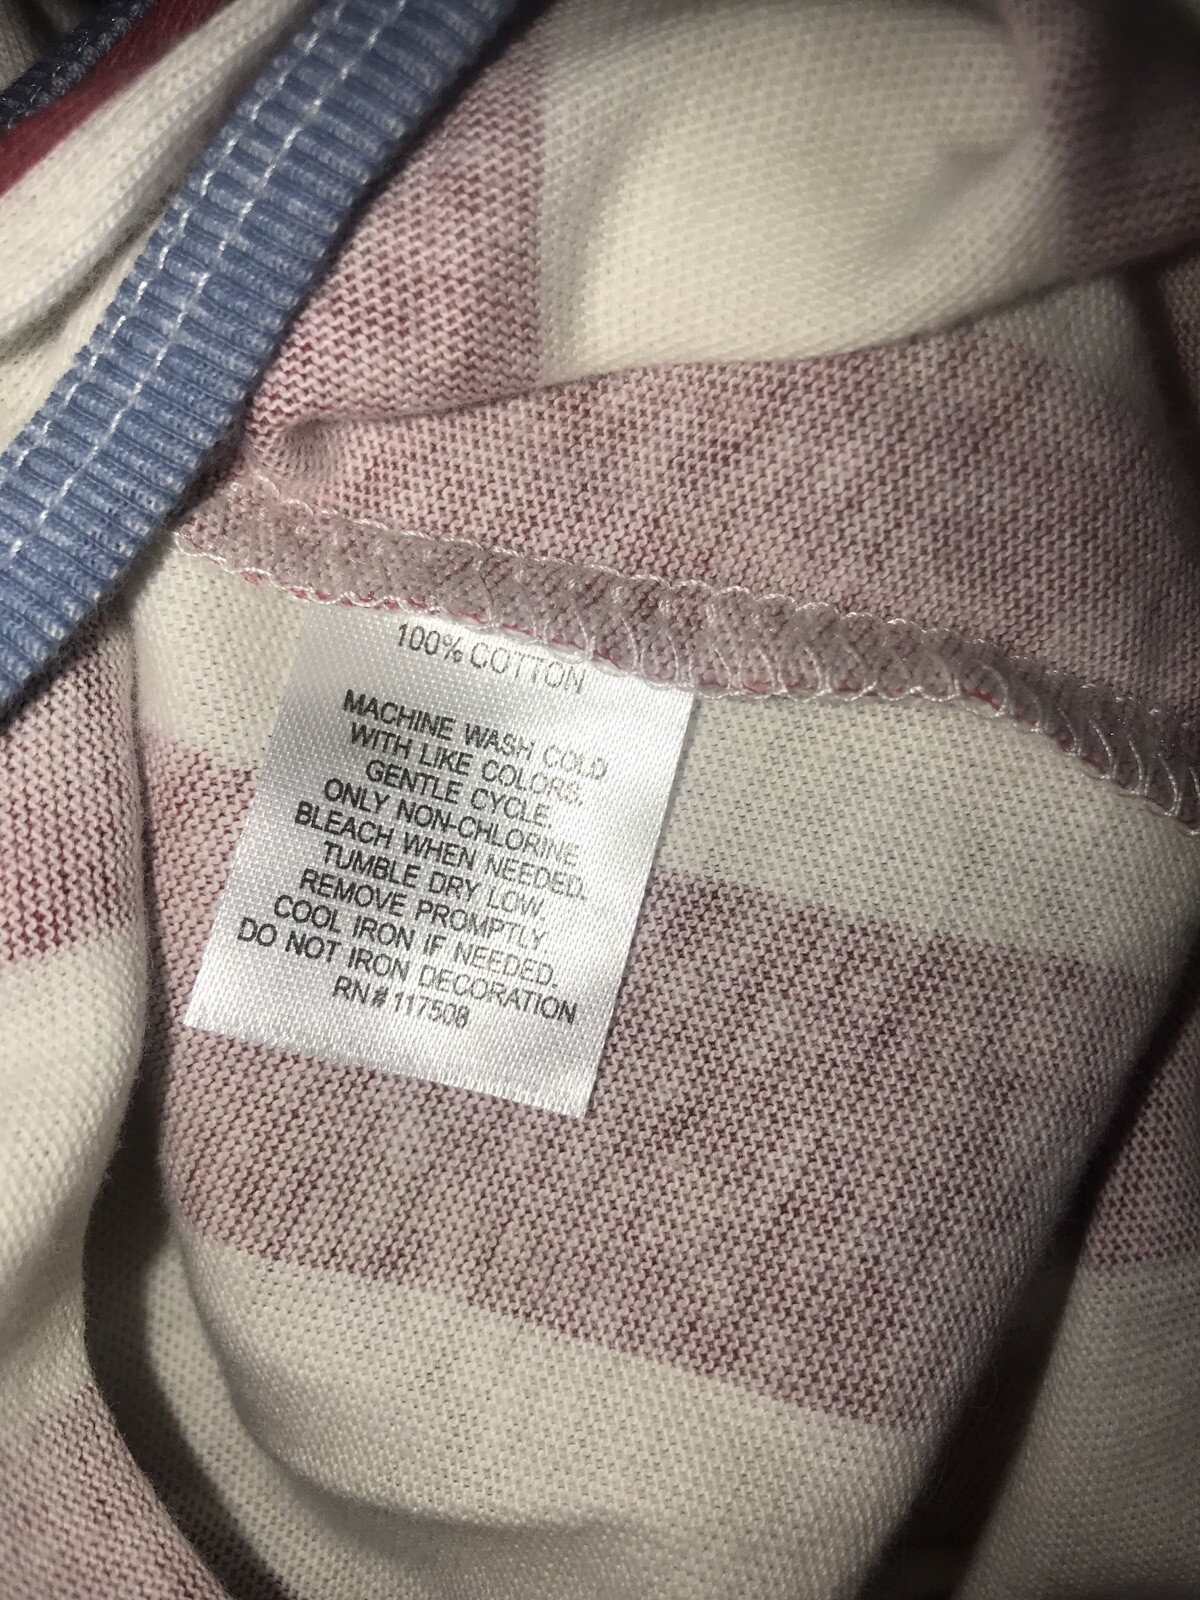 100% COTTON
MACHINE WASH COLD
WITH LIKE COLORS.
GENTLE CYCLE.
ONLY NON-CHLORINE
BLEACH WHEN NEEDED.
TUMBLE DRY LOW.
REMOVE PROMPTLY.
COOL IRON IF NEEDED.
DO NOT IRON DECORATION
RN#117508